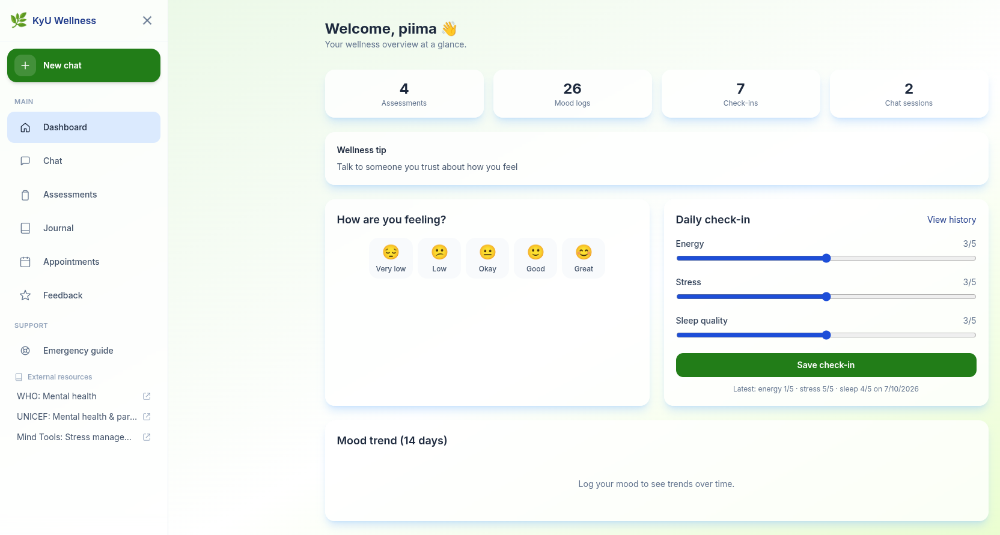 KyU Wellness
New chat
MAIN
Dashboard
Chat
Assessments
Journal
Appointments
Feedback
SUPPORT
Emergency guide
External resources
WHO: Mental health
UNICEF: Mental health & par...
Mind Tools: Stress manage...
Welcome, piima 👋
Your wellness overview at a glance.
4
Assessments
26
Mood logs
7
Check-ins
2
Chat sessions
Wellness tip
Talk to someone you trust about how you feel
How are you feeling?
Very low
Low
Okay
Good
Great
Daily check-in
View history
Energy 3/5
Stress 3/5
Sleep quality 3/5
Save check-in
Latest: energy 1/5 · stress 5/5 · sleep 4/5 on 7/10/2026
Mood trend (14 days)
Log your mood to see trends over time.